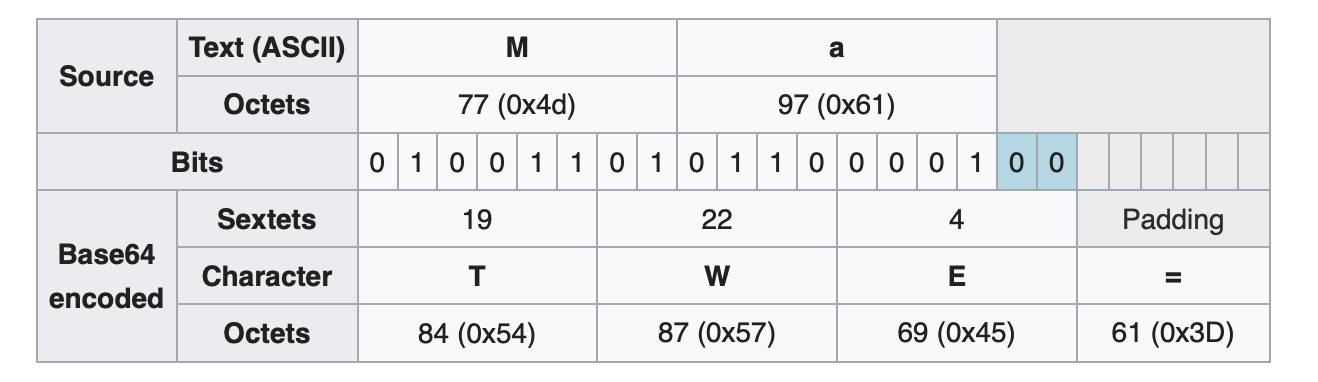 Source Text (ASCII) M a
Octets 77 (0x4d) 97 (0x61)
Bits 0 1 0 0 1 1 0 1 0 1 1 0 0 0 0 1 0 0
Base64 encoded Sextets 19 22 4 Padding
Character T W E =
Octets 84 (0x54) 87 (0x57) 69 (0x45) 61 (0x3D)